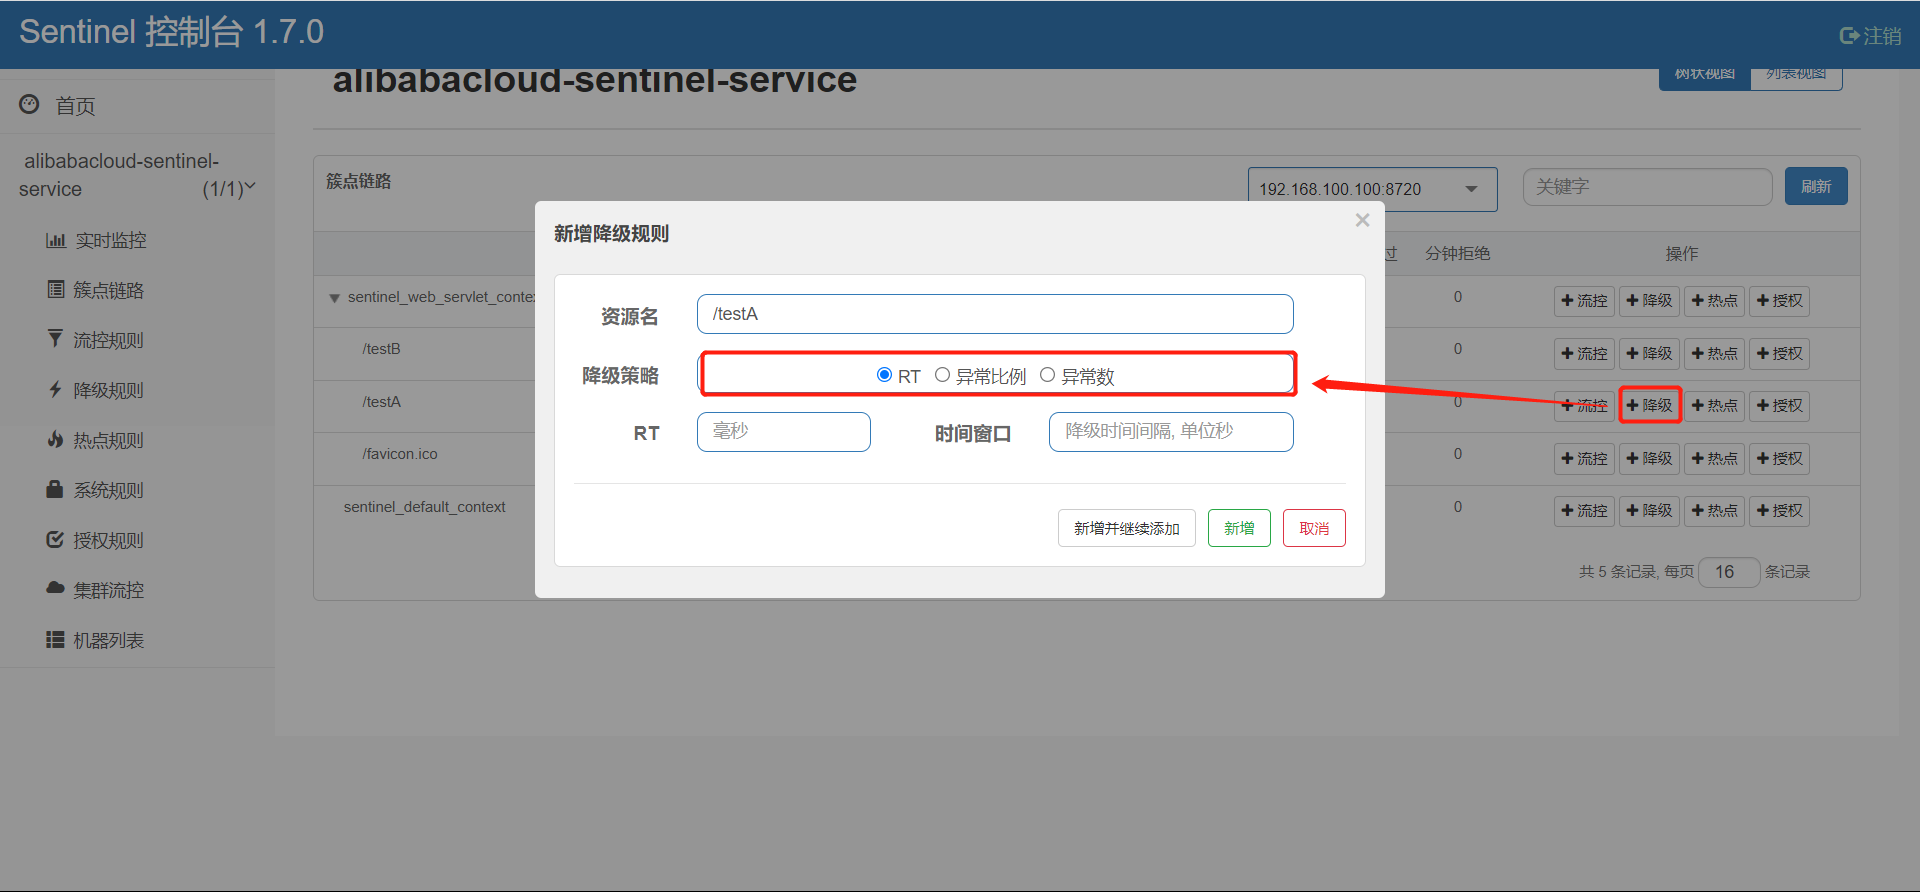 Sentinel 控制台 1.7.0
注销
首页
alibabacloud-sentinel-service
(1/1)
实时监控
簇点链路
流控规则
降级规则
热点规则
系统规则
授权规则
集群流控
机器列表
alibabacloud-sentinel-service
树状视图
列表视图
簇点链路
192.168.100.100:8720
关键字
刷新
过
分钟拒绝
操作
sentinel_web_servlet_conte
0
流控 降级 热点 授权
/testB
0
流控 降级 热点 授权
/testA
0
流控 降级 热点 授权
/favicon.ico
0
流控 降级 热点 授权
sentinel_default_context
0
流控 降级 热点 授权
共 5 条记录, 每页 16 条记录
新增降级规则
×
资源名
/testA
降级策略
RT 异常比例 异常数
RT
毫秒
时间窗口
降级时间间隔, 单位秒
新增并继续添加
新增
取消